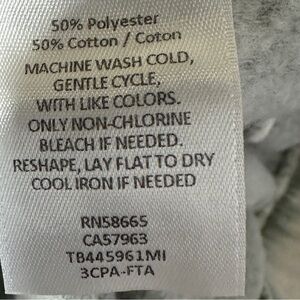 50% Polyester
50% Cotton / Coton
MACHINE WASH COLD,
GENTLE CYCLE,
WITH LIKE COLORS.
ONLY NON-CHLORINE
BLEACH IF NEEDED.
RESHAPE, LAY FLAT TO DRY
COOL IRON IF NEEDED
RN58665
CA57963
TB445961MI
3CPA-FTA